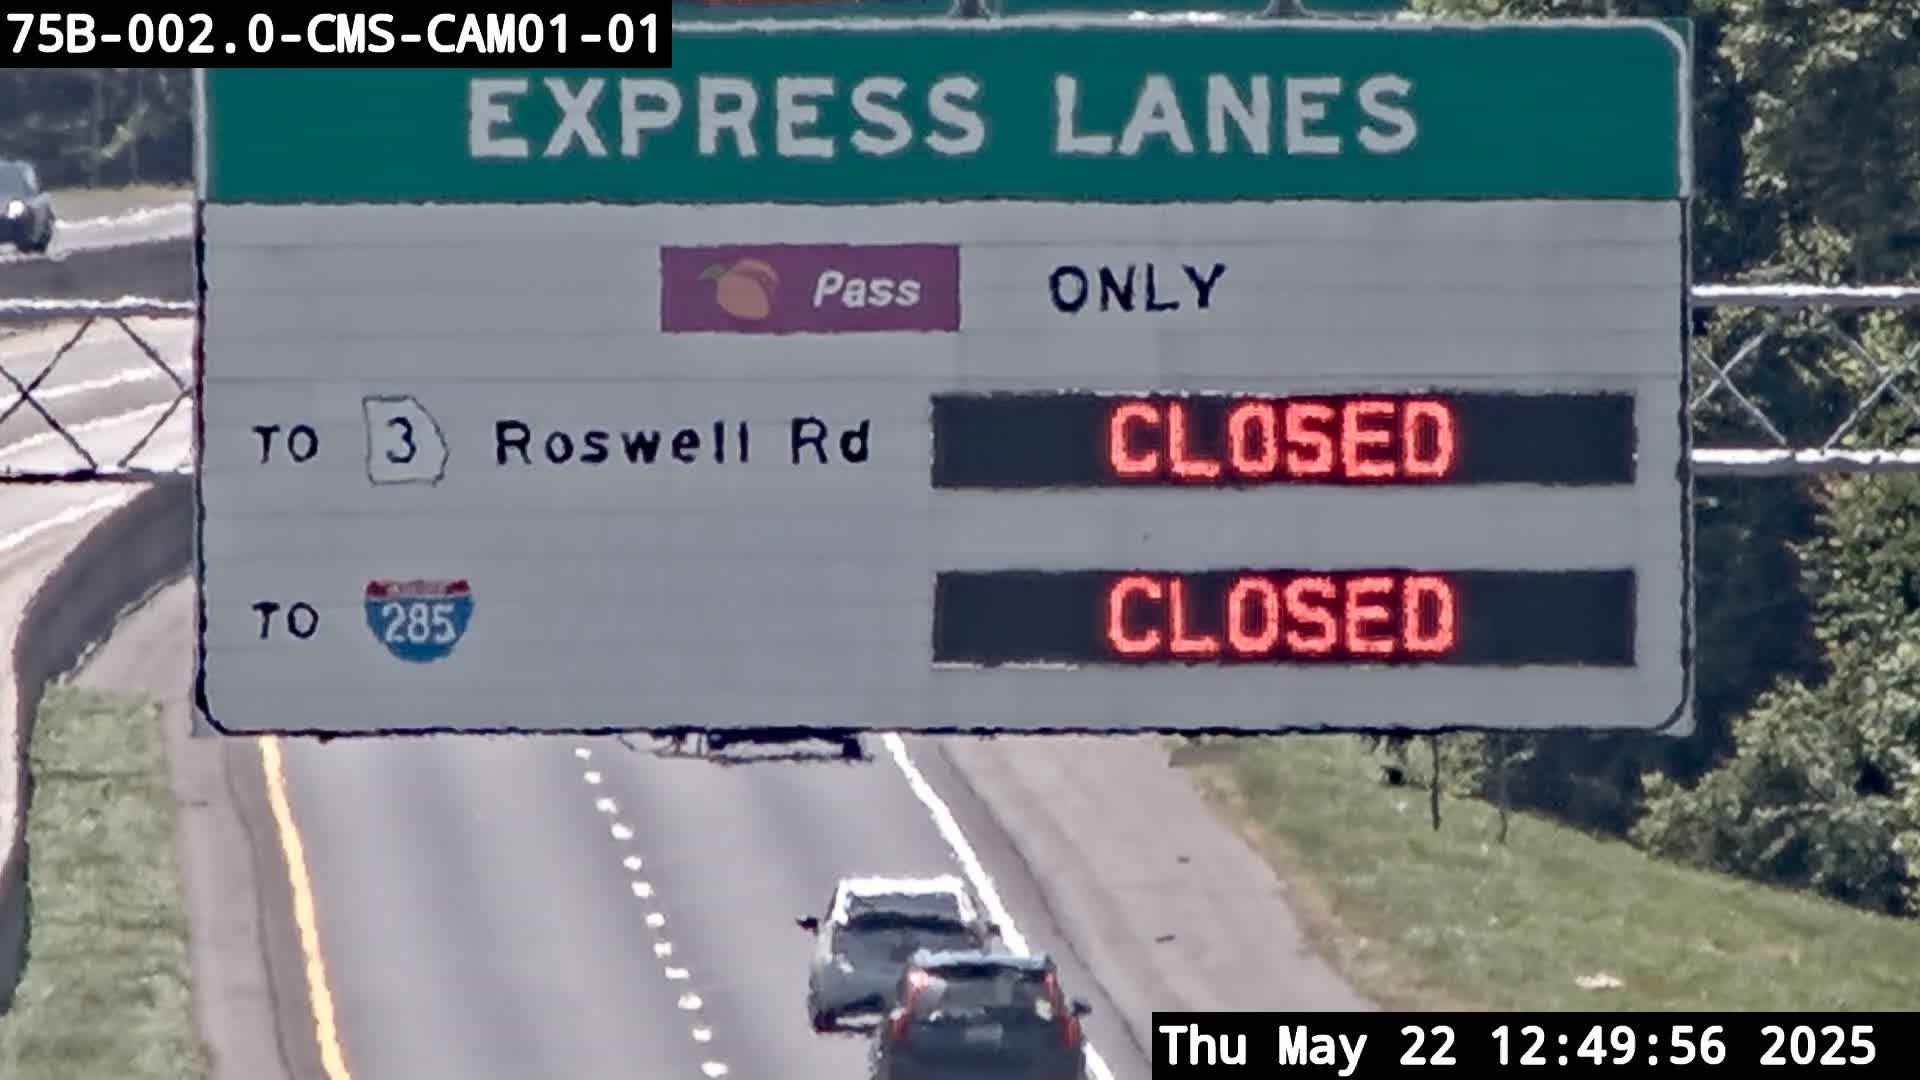 75B-002.0-CMS-CAM01-01
EXPRESS LANES
Pass ONLY
TO 3 Roswell Rd CLOSED
TO 285 CLOSED
Thu May 22 12:49:56 2025